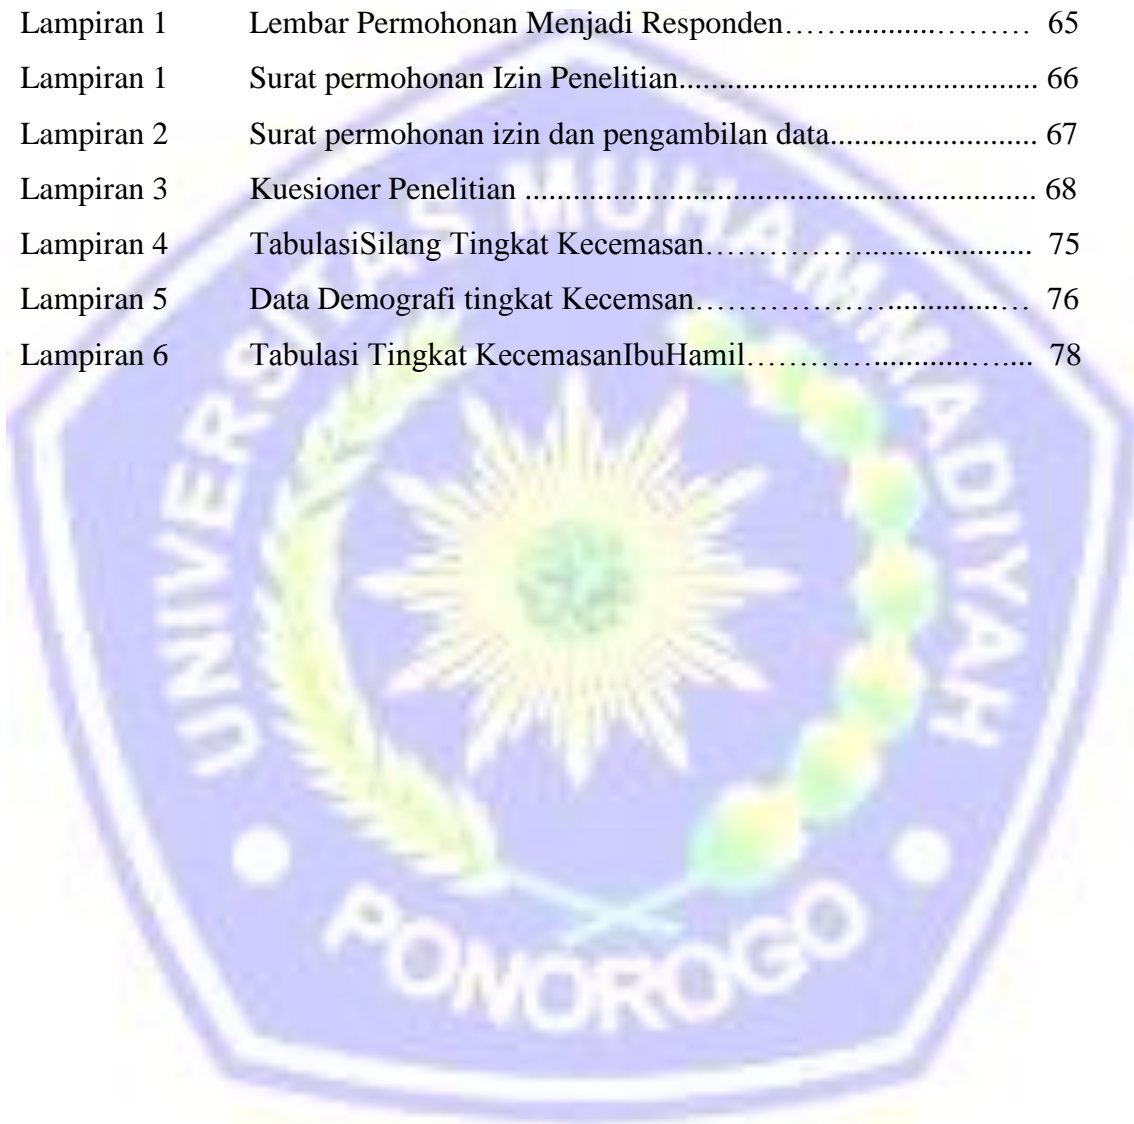 Lampiran 1 Lembar Permohonan Menjadi Responden……...........……… 65
Lampiran 1 Surat permohonan Izin Penelitian............................................. 66
Lampiran 2 Surat permohonan izin dan pengambilan data.......................... 67
Lampiran 3 Kuesioner Penelitian ................................................................ 68
Lampiran 4 TabulasiSilang Tingkat Kecemasan……………..................... 75
Lampiran 5 Data Demografi tingkat Kecemsan………………..............… 76
Lampiran 6 Tabulasi Tingkat KecemasanIbuHamil…………............…... 78
UNIVERSITAS MUHAMMADIYAH
PONOROGO